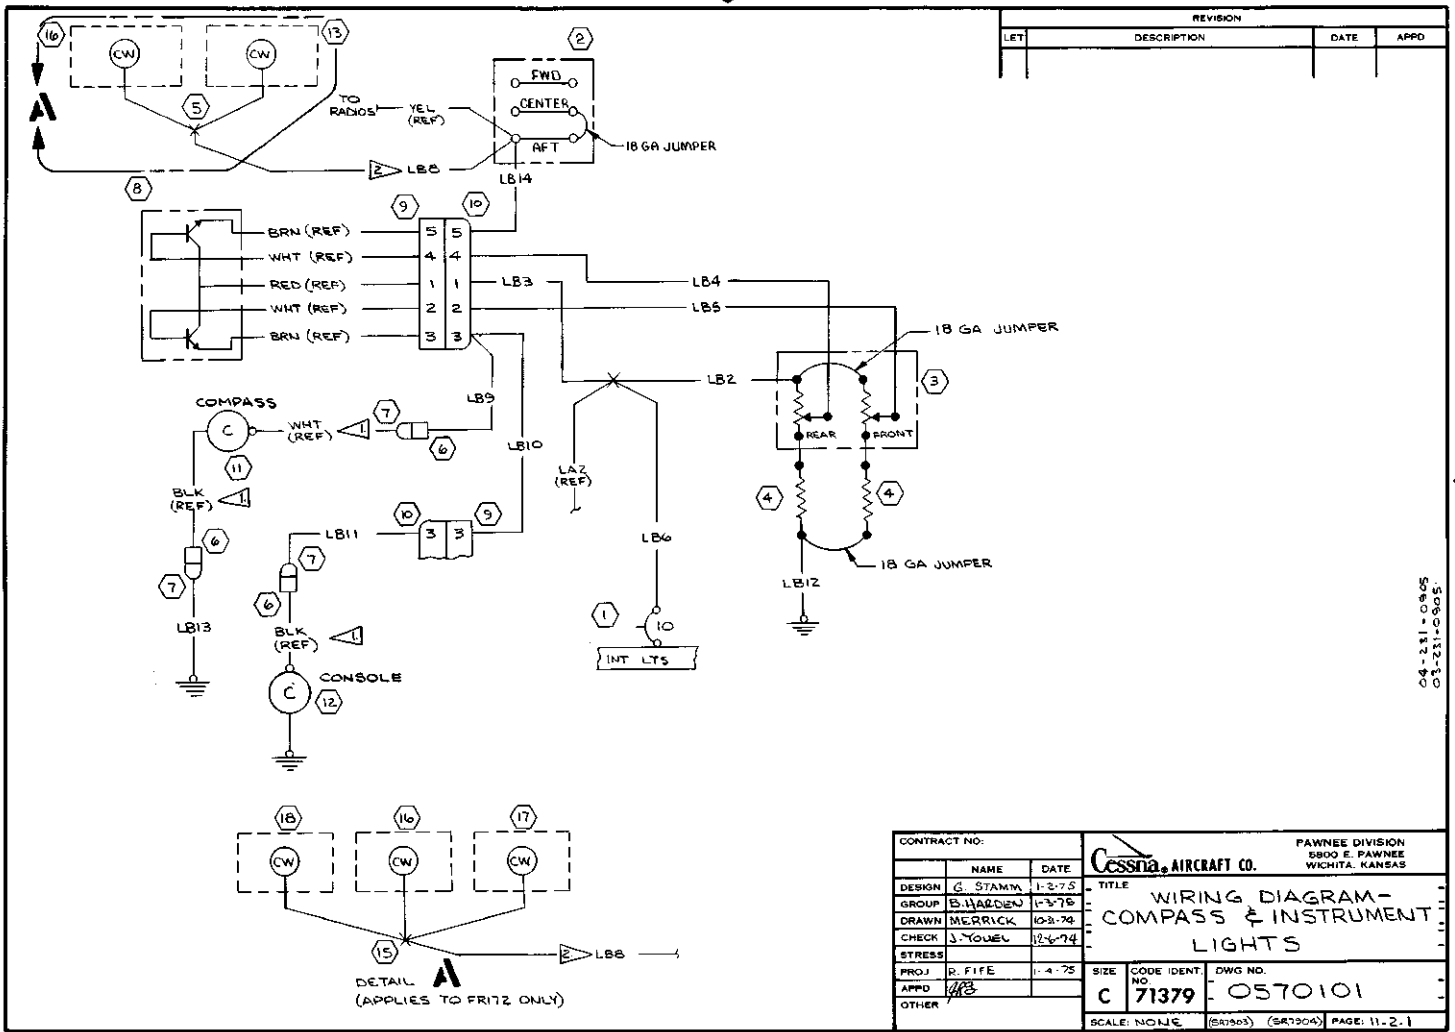 REVISION
LET DESCRIPTION DATE APPD
16 CW CW 13
A
5
8
2
FWD
CENTER
AFT
TO RADIOS
YEL (REF)
18 GA JUMPER
2 LB8
LB14
9 10
BRN (REF) 5 5
WHT (REF) 4 4 LB4
RED (REF) 1 1 LB3
WHT (REF) 2 2 LB5
BRN (REF) 3 3
18 GA JUMPER
3
LB2
REAR FRONT
4 4
18 GA JUMPER
LB12
LB9
LB10
COMPASS
C
11
WHT (REF) 1
7
6
BLK (REF) 1
6
7
LB13
LB11
10 9
3 3
7
6
BLK (REF) 1
CONSOLE
C
12
LA2 (REF)
LB6
1
10
INT LTS
04-231-0805
03-231-0805
18 16 17
CW CW CW
15
2 LB8
DETAIL A
(APPLIES TO FR172 ONLY)
CONTRACT NO:
NAME DATE
DESIGN G. STAMM 1-2-75
GROUP B. HARDEN 1-3-75
DRAWN MERRICK
CHECK J. YOUEL 12-6-74
STRESS
PROJ R. FIFE 1-4-75
APPD
OTHER
Cessna® AIRCRAFT CO.
PAWNEE DIVISION
5800 E. PAWNEE
WICHITA, KANSAS
TITLE
WIRING DIAGRAM-
COMPASS & INSTRUMENT
LIGHTS
SIZE C
CODE IDENT. NO. 71379
DWG NO. 0570101
SCALE: NONE (SR7903) (SR7904) PAGE: 11.2.1